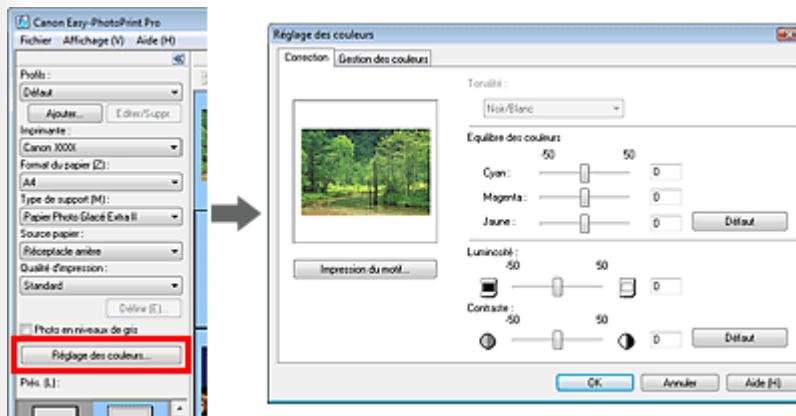 Canon Easy-PhotoPrint Pro
Fichier Affichage (V) Aide (H)
Profils :
Défaut
Ajouter... Editer/Suppr.
Imprimante :
Canon XXXX
Format du papier (Z) :
A4
Type de support (M) :
Papier Photo Glacé Extra II
Source papier :
Réceptacle arrière
Qualité d'impression :
Standard
Définir (E)...
Photo en niveaux de gris
Réglage des couleurs...
Prés. (L) :
Réglage des couleurs
Correction Gestion des couleurs
Tonalité :
Noir/Blanc
Equilibre des couleurs
-50 50
Cyan : 0
Magenta : 0
Jaune : 0 Défaut
Impression du motif...
Luminosité :
-50 50
0
Contraste :
-50 50
0 Défaut
OK Annuler Aide (H)